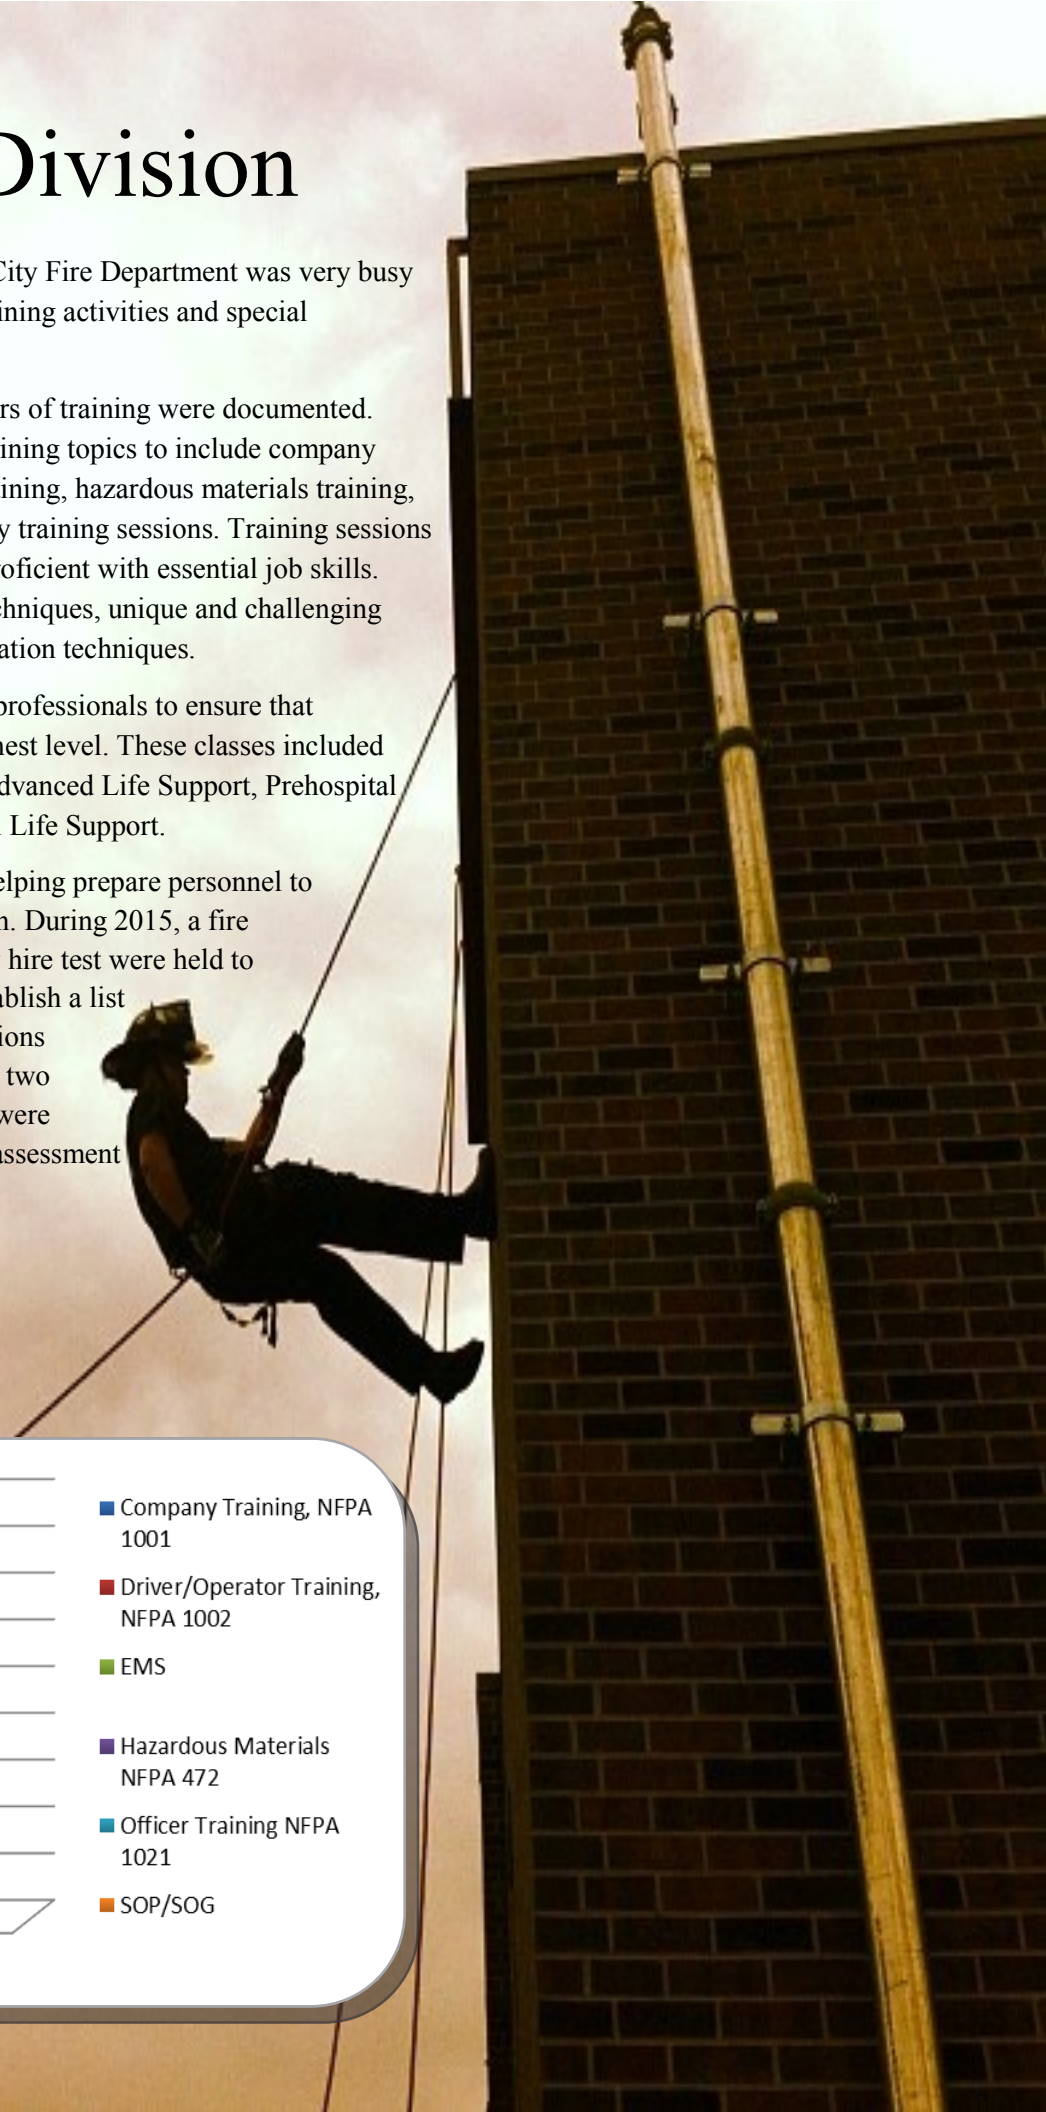 Division
City Fire Department was very busy
ining activities and special
rs of training were documented.
ining topics to include company
ining, hazardous materials training,
y training sessions. Training sessions
roficient with essential job skills.
chniques, unique and challenging
ation techniques.
professionals to ensure that
hest level. These classes included
dvanced Life Support, Prehospital
Life Support.
elping prepare personnel to
n. During 2015, a fire
hire test were held to
ablish a list
ions
two
were
assessment
Company Training, NFPA
1001
Driver/Operator Training,
NFPA 1002
EMS
Hazardous Materials
NFPA 472
Officer Training NFPA
1021
SOP/SOG